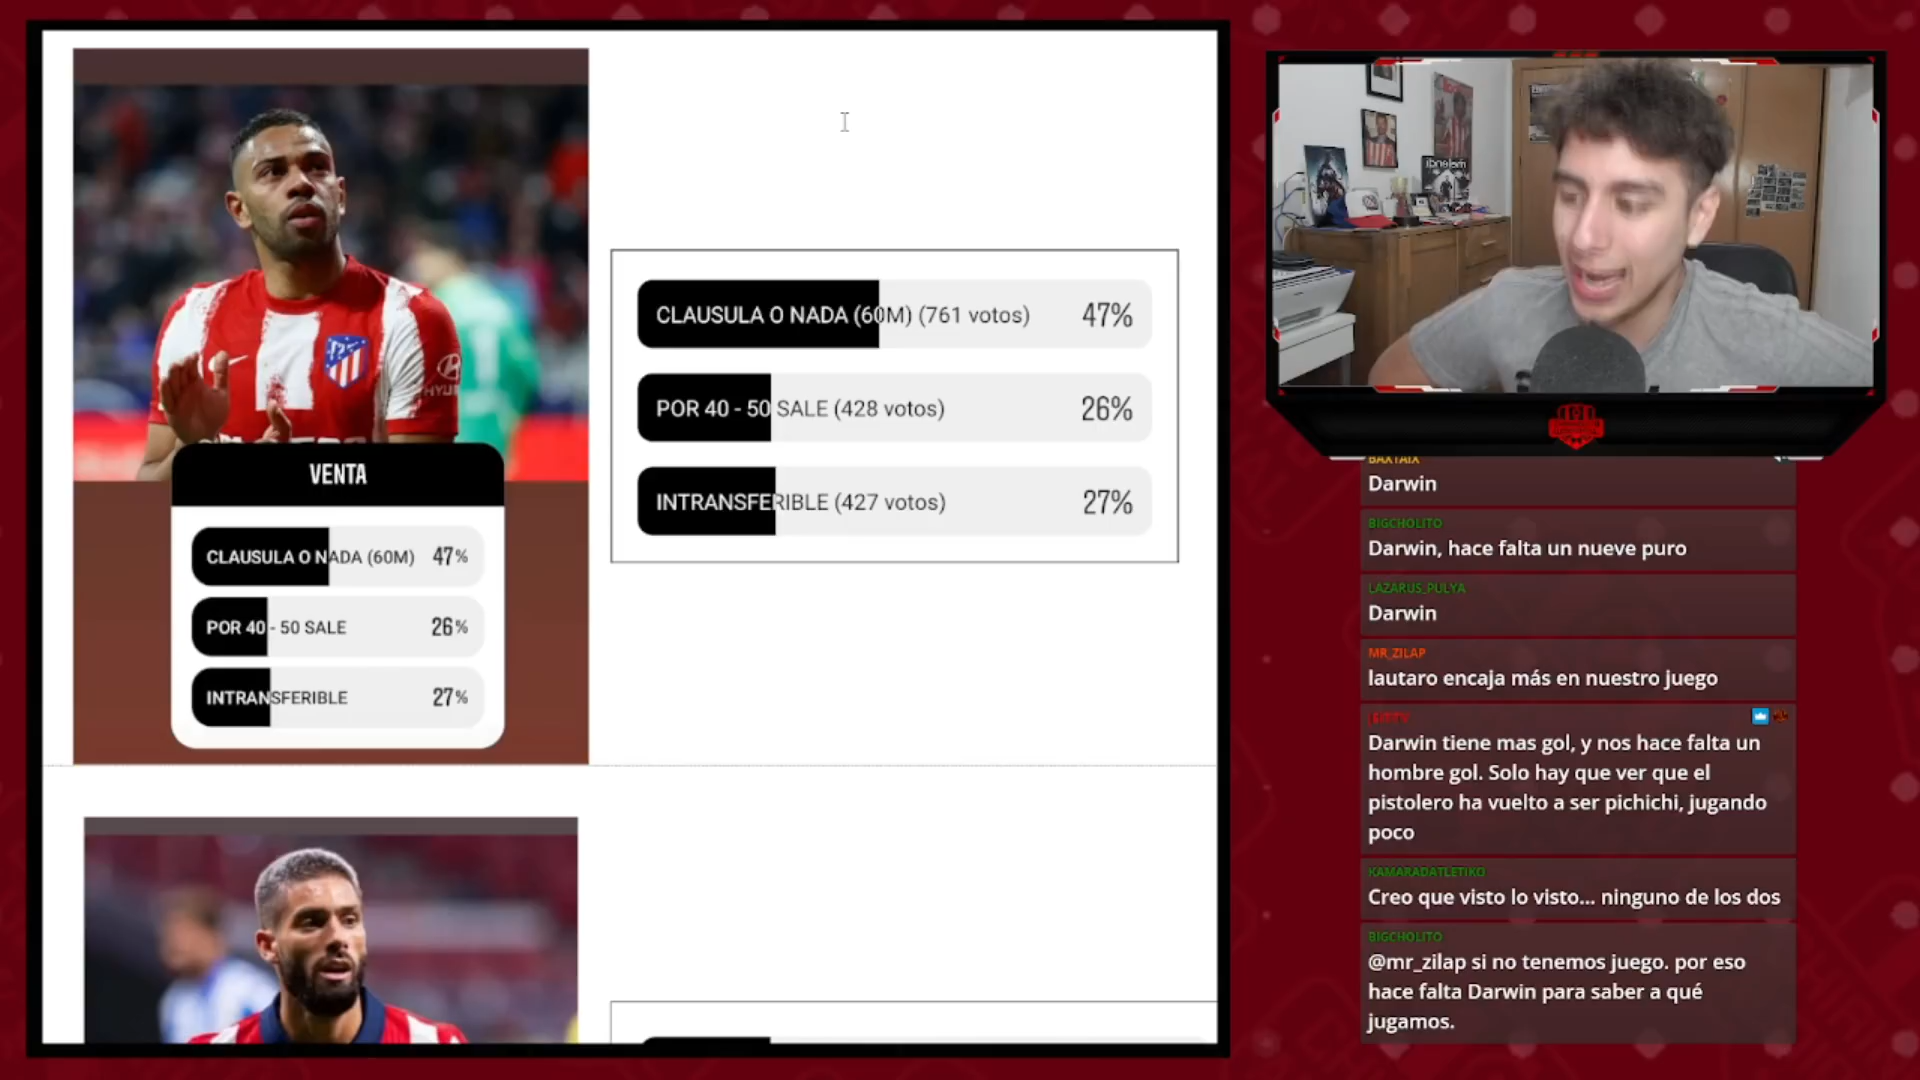 VENTA
CLAUSULA O NADA (60M) 47%
POR 40 - 50 SALE 26%
INTRANSFERIBLE 27%
CLAUSULA O NADA (60M) (761 votos) 47%
POR 40 - 50 SALE (428 votos) 26%
INTRANSFERIBLE (427 votos) 27%
BAXTAIX
Darwin
BIGCHOLITO
Darwin, hace falta un nueve puro
LAZARUS_PULYA
Darwin
MR_ZILAP
lautaro encaja más en nuestro juego
Darwin tiene mas gol, y nos hace falta un
hombre gol. Solo hay que ver que el
pistolero ha vuelto a ser pichichi, jugando
poco
KAMARADATLETIKO
Creo que visto lo visto... ninguno de los dos
BIGCHOLITO
@mr_zilap si no tenemos juego. por eso
hace falta Darwin para saber a qué
jugamos.